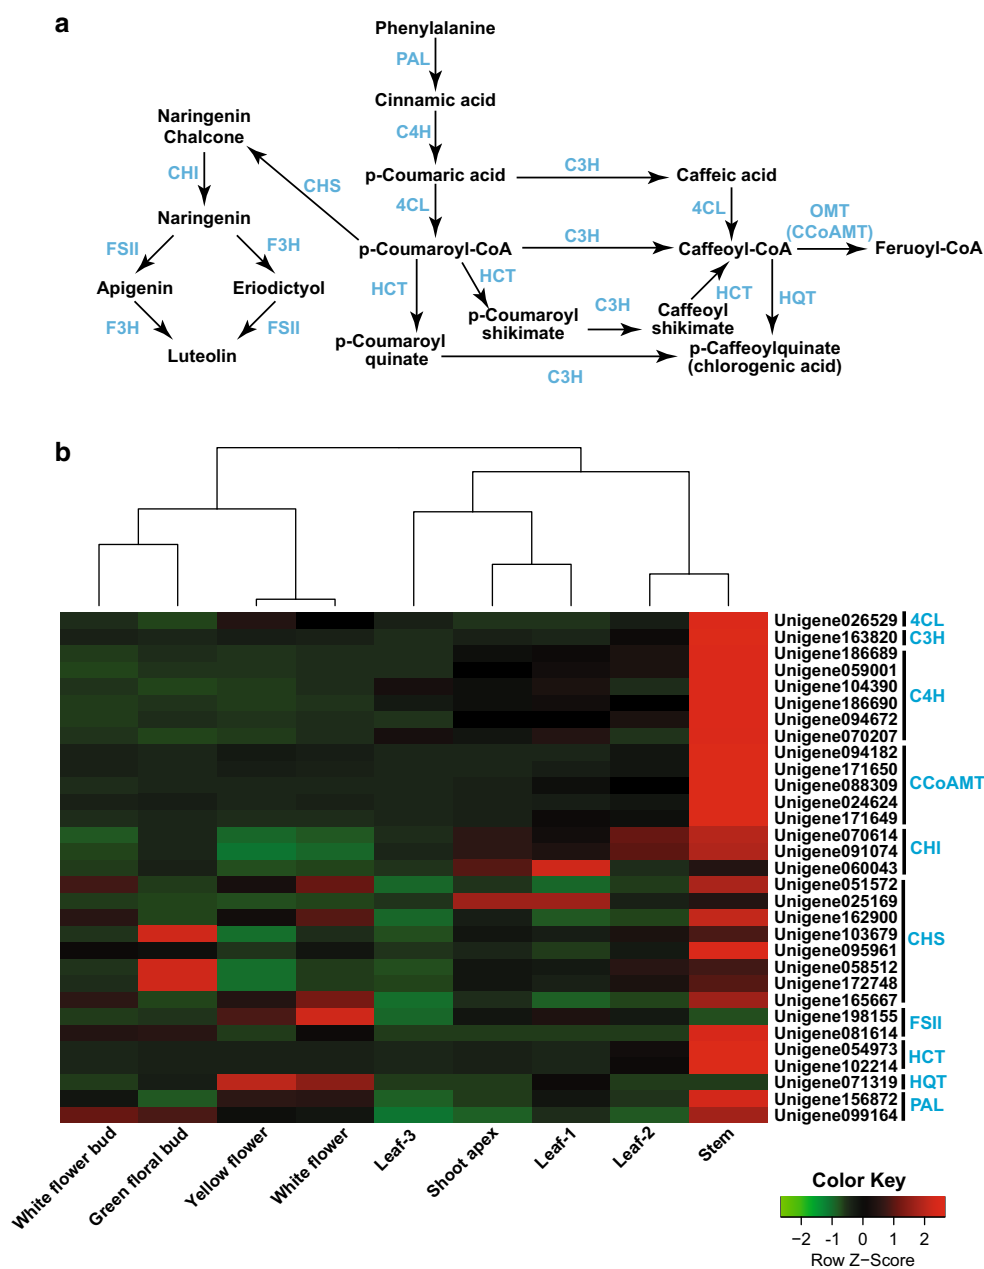 a
Phenylalanine
PAL
Cinnamic acid
C4H
Naringenin
Chalcone
CHI
CHS
p-Coumaric acid
C3H
Caffeic acid
4CL
4CL
OMT
(CCoAMT)
Naringenin
FSII
F3H
p-Coumaroyl-CoA
C3H
Caffeoyl-CoA
Feruoyl-CoA
Apigenin
Eriodictyol
HCT
HCT
HCT
HQT
F3H
FSII
p-Coumaroyl
shikimate
C3H
Caffeoyl
shikimate
Luteolin
p-Coumaroyl
quinate
C3H
p-Caffeoylquinate
(chlorogenic acid)
b
Unigene026529
Unigene163820
Unigene186689
Unigene059001
Unigene104390
Unigene186690
Unigene094672
Unigene070207
Unigene094182
Unigene171650
Unigene088309
Unigene024624
Unigene171649
Unigene070614
Unigene091074
Unigene060043
Unigene051572
Unigene025169
Unigene162900
Unigene103679
Unigene095961
Unigene058512
Unigene172748
Unigene165667
Unigene198155
Unigene081614
Unigene054973
Unigene102214
Unigene071319
Unigene156872
Unigene099164
4CL
C3H
C4H
CCoAMT
CHI
CHS
FSII
HCT
HQT
PAL
White flower bud
Green floral bud
Yellow flower
White flower
Leaf-3
Shoot apex
Leaf-1
Leaf-2
Stem
Color Key
−2 -1 0 1 2
Row Z−Score